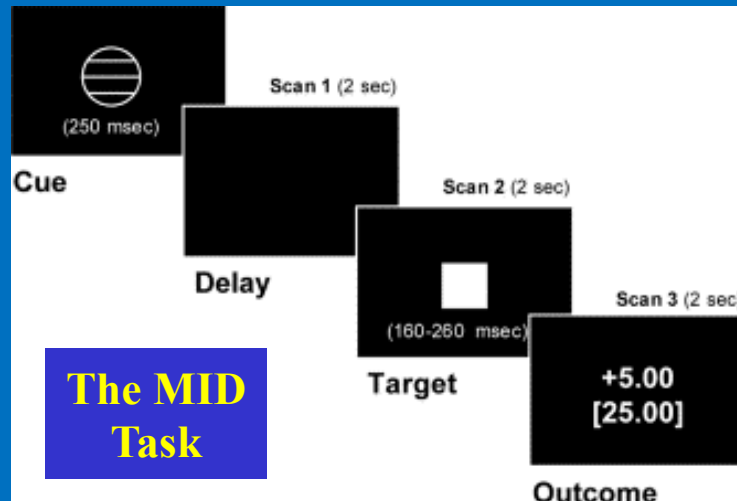 (250 msec)
Cue
Scan 1 (2 sec)
Delay
Scan 2 (2 sec)
(160-260 msec)
Target
Scan 3 (2 sec
+5.00
[25.00]
Outcome
The MID
Task